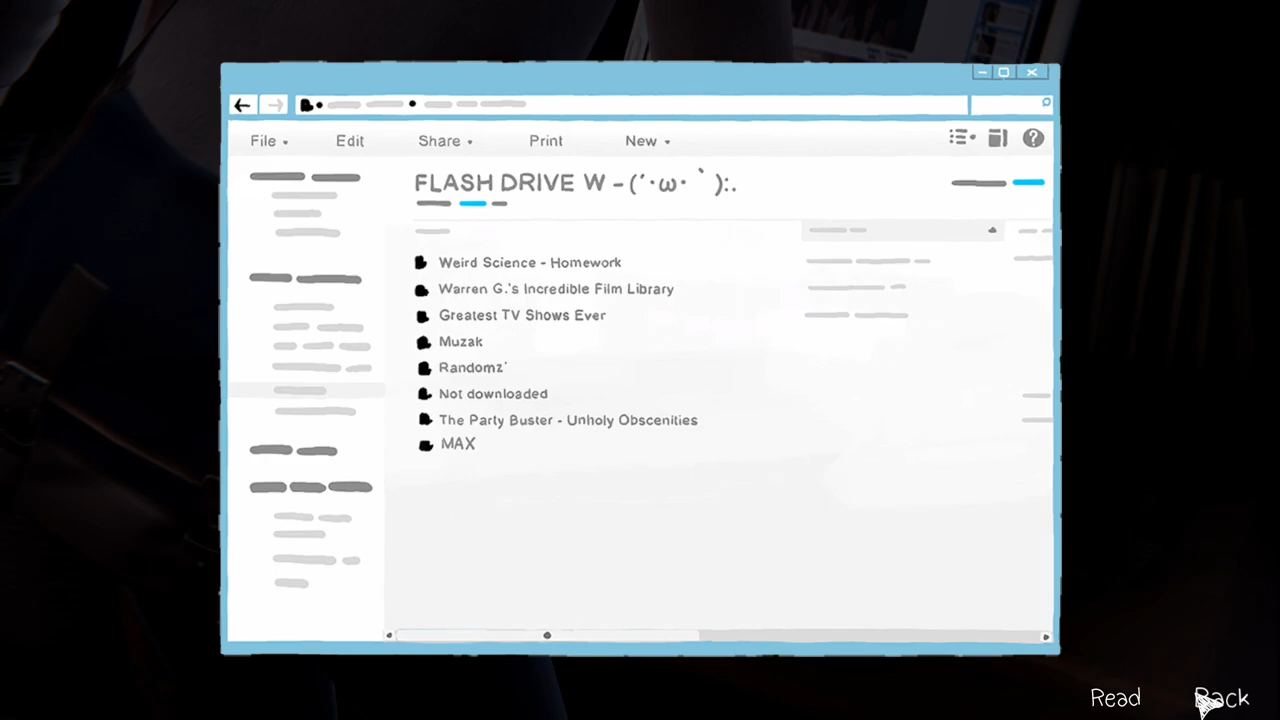 File Edit Share Print New
FLASH DRIVE W - (´･ω･｀):.
Weird Science - Homework
Warren G.'s Incredible Film Library
Greatest TV Shows Ever
Muzak
Randomz'
Not downloaded
The Party Buster - Unholy Obscenities
MAX
Read Back